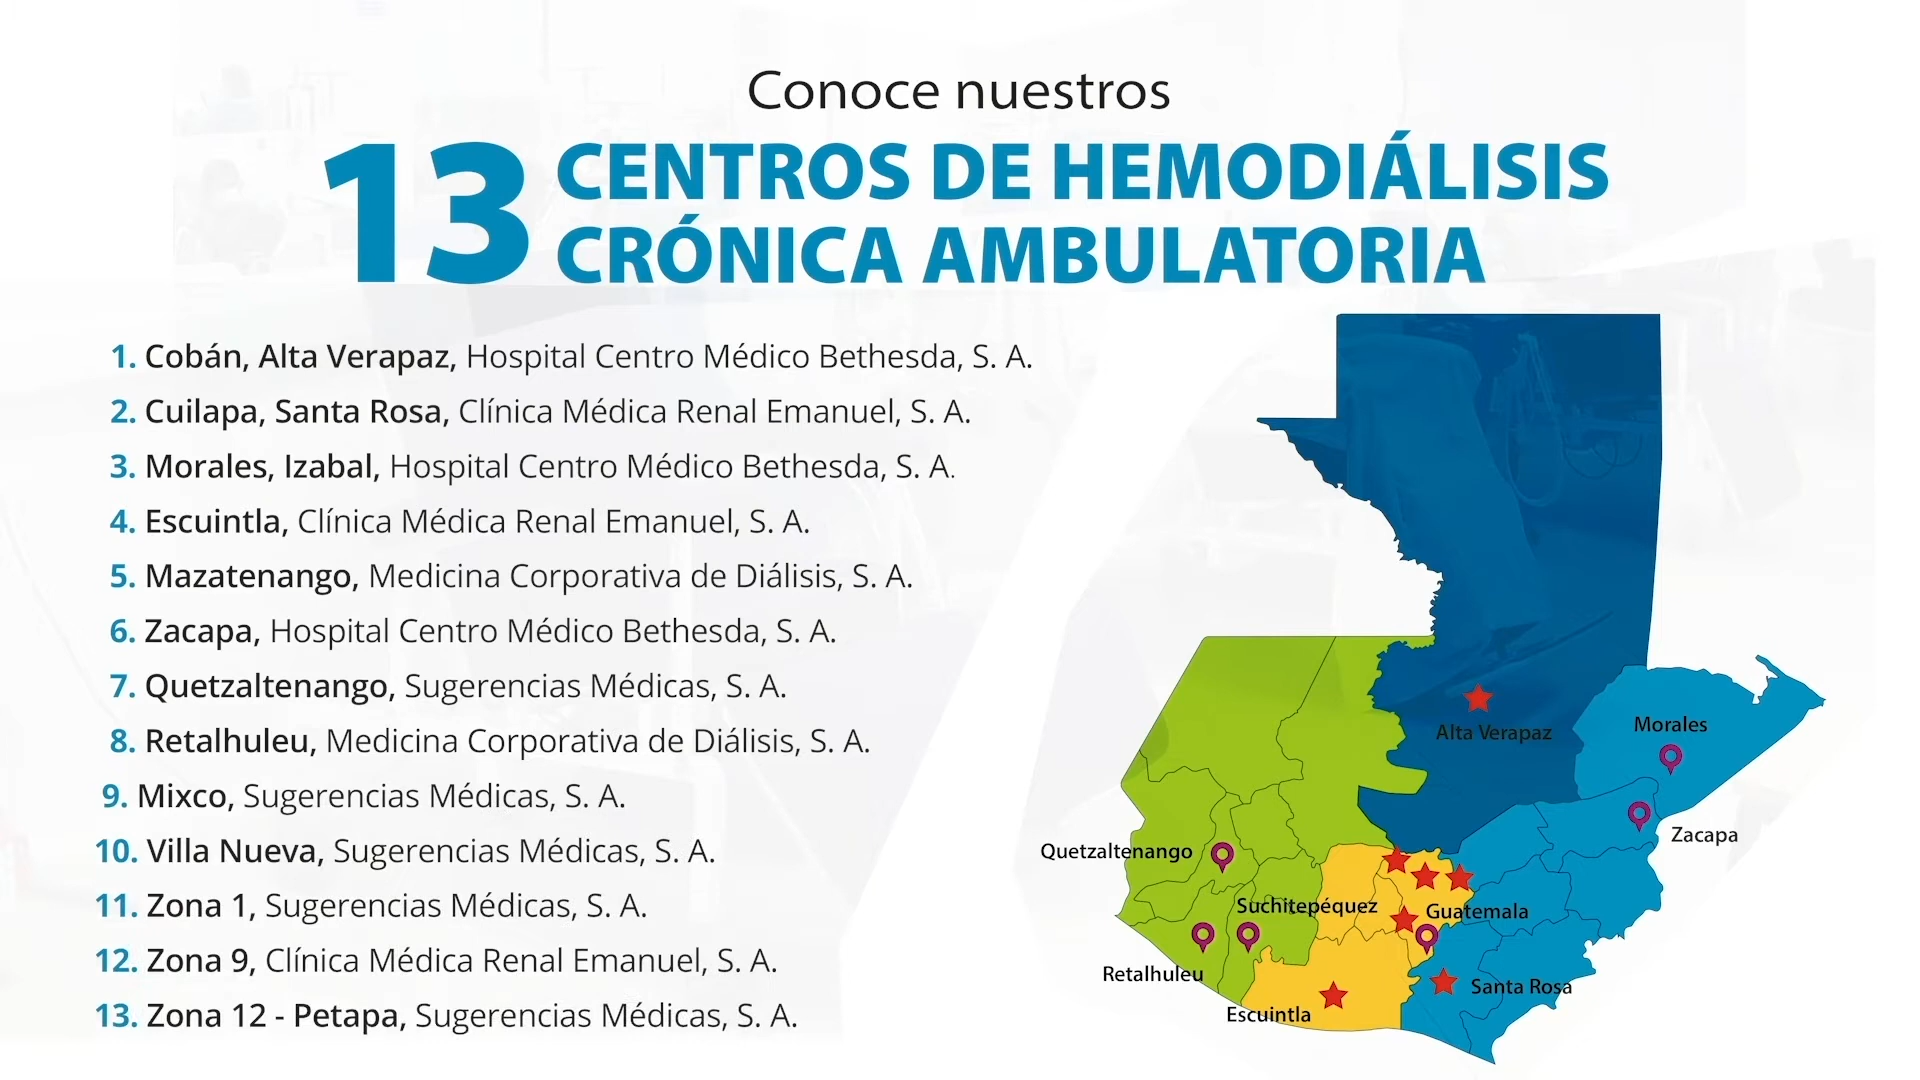 Conoce nuestros
13 CENTROS DE HEMODIÁLISIS
CRÓNICA AMBULATORIA
1. Cobán, Alta Verapaz, Hospital Centro Médico Bethesda, S. A.
2. Cuilapa, Santa Rosa, Clínica Médica Renal Emanuel, S. A.
3. Morales, Izabal, Hospital Centro Médico Bethesda, S. A.
4. Escuintla, Clínica Médica Renal Emanuel, S. A.
5. Mazatenango, Medicina Corporativa de Diálisis, S. A.
6. Zacapa, Hospital Centro Médico Bethesda, S. A.
7. Quetzaltenango, Sugerencias Médicas, S. A.
8. Retalhuleu, Medicina Corporativa de Diálisis, S. A.
9. Mixco, Sugerencias Médicas, S. A.
10. Villa Nueva, Sugerencias Médicas, S. A.
11. Zona 1, Sugerencias Médicas, S. A.
12. Zona 9, Clínica Médica Renal Emanuel, S. A.
13. Zona 12 - Petapa, Sugerencias Médicas, S. A.
Alta Verapaz
Morales
Zacapa
Quetzaltenango
Suchitepéquez
Guatemala
Retalhuleu
Santa Rosa
Escuintla